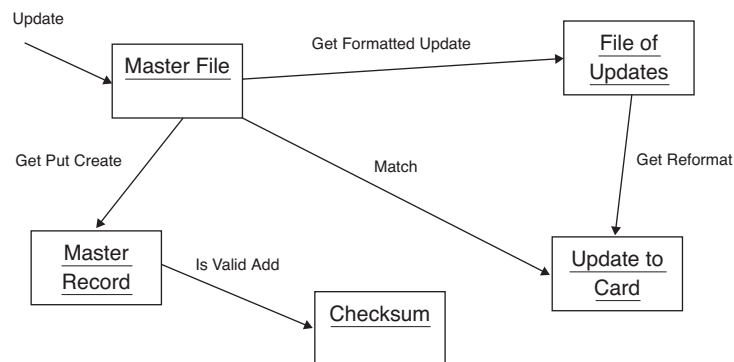 Update
Master File
Get Formatted Update
File of
Updates
Get Put Create
Match
Get Reformat
Master
Record
Is Valid Add
Update to
Card
Checksum